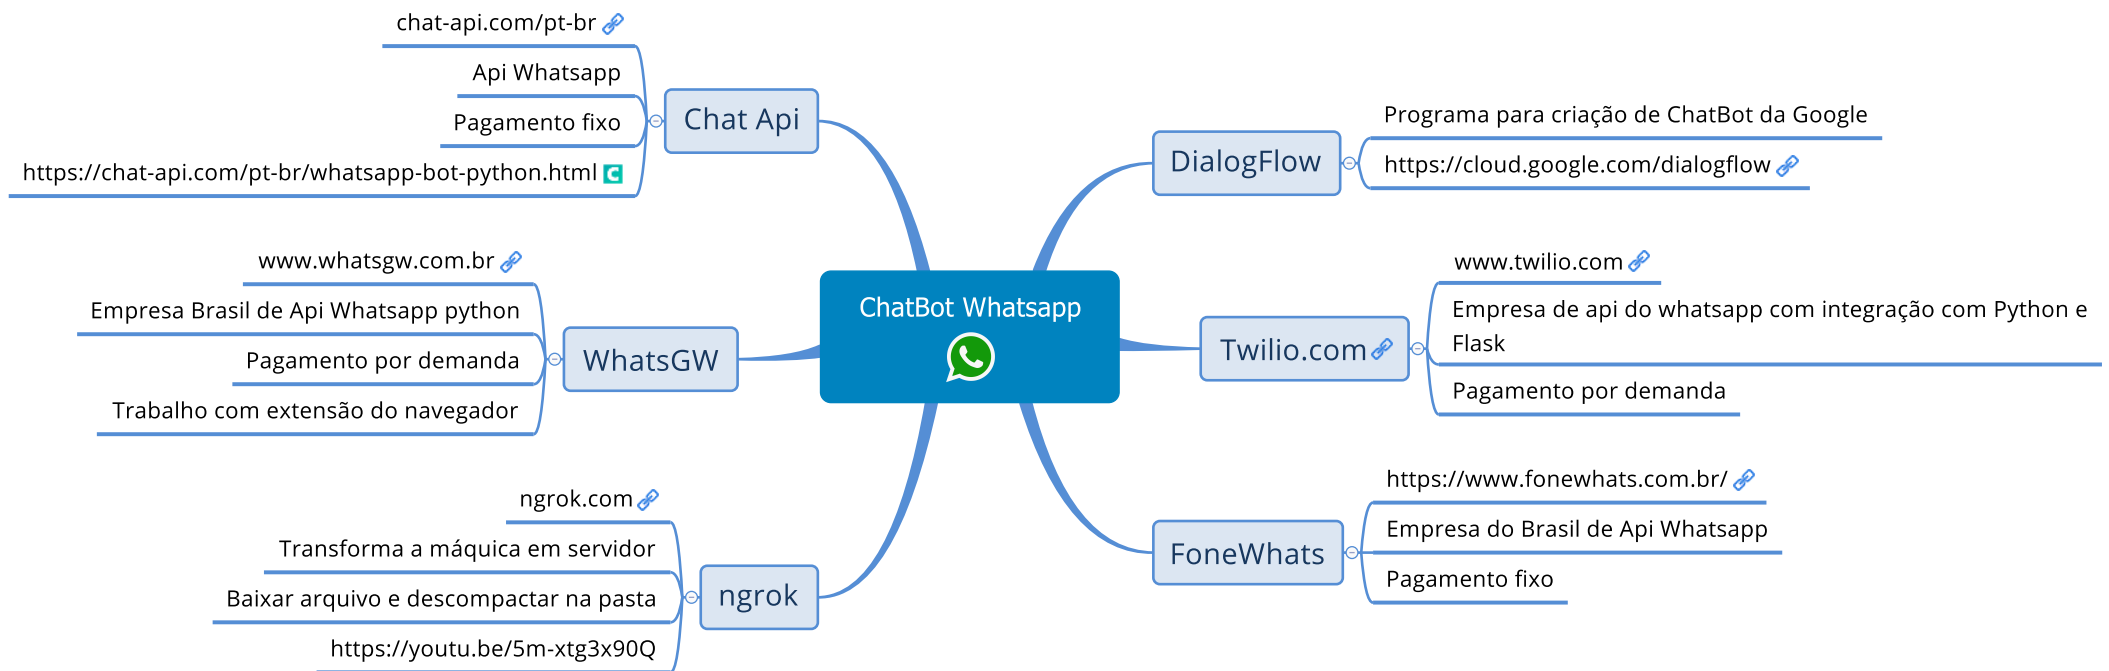 ChatBot Whatsapp
Chat Api
chat-api.com/pt-br
Api Whatsapp
Pagamento fixo
https://chat-api.com/pt-br/whatsapp-bot-python.html
WhatsGW
www.whatsgw.com.br
Empresa Brasil de Api Whatsapp python
Pagamento por demanda
Trabalho com extensão do navegador
ngrok
ngrok.com
Transforma a máquica em servidor
Baixar arquivo e descompactar na pasta
https://youtu.be/5m-xtg3x90Q
DialogFlow
Programa para criação de ChatBot da Google
https://cloud.google.com/dialogflow
Twilio.com
www.twilio.com
Empresa de api do whatsapp com integração com Python e
Flask
Pagamento por demanda
FoneWhats
https://www.fonewhats.com.br/
Empresa do Brasil de Api Whatsapp
Pagamento fixo